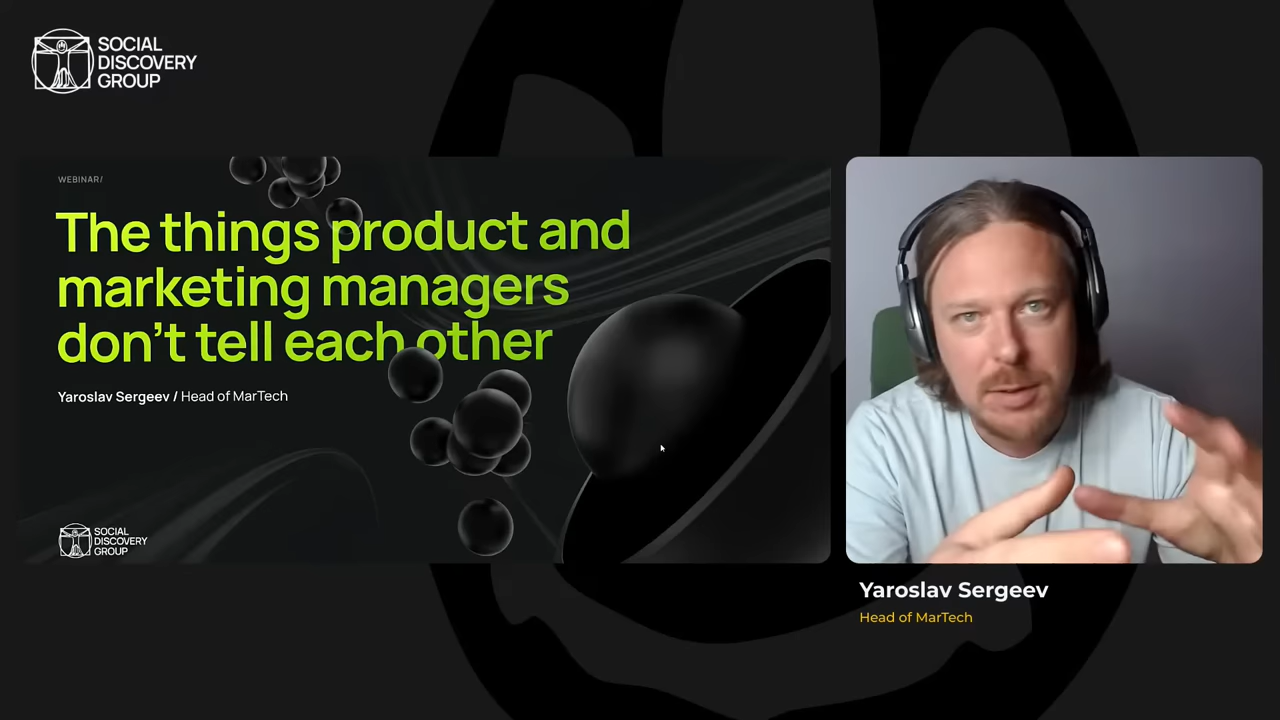 SOCIAL
DISCOVERY
GROUP
WEBINAR/
The things product and
marketing managers
don’t tell each other
Yaroslav Sergeev / Head of MarTech
SOCIAL
DISCOVERY
GROUP
Yaroslav Sergeev
Head of MarTech